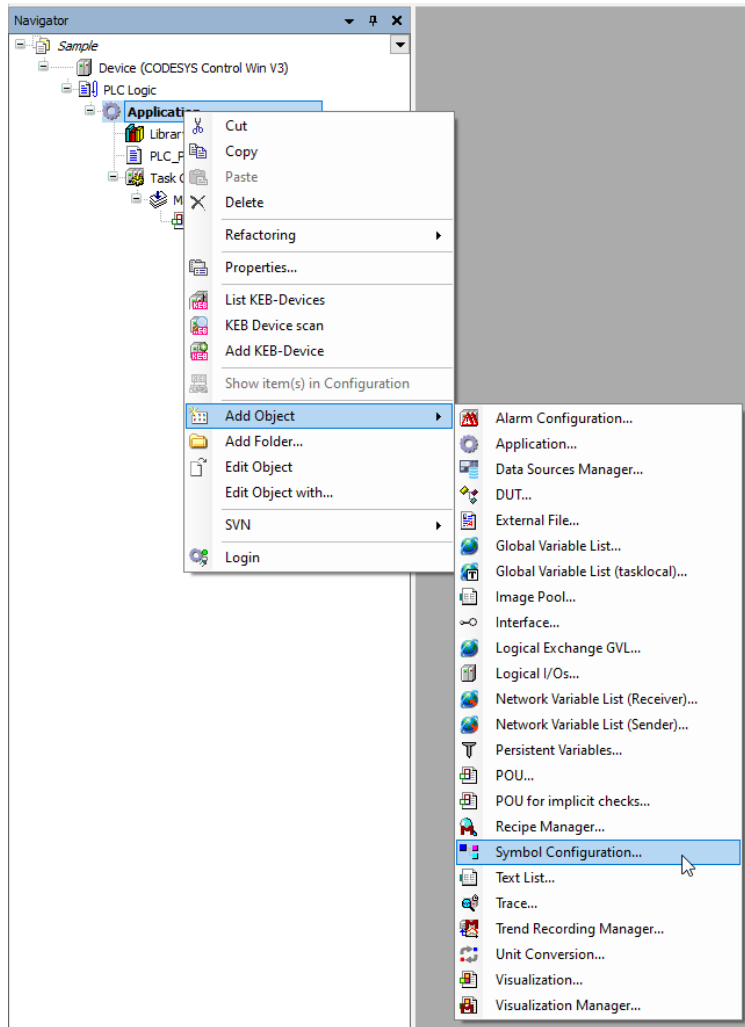 Navigator
Sample
Device (CODESYS Control Win V3)
PLC Logic
Application
Librar
PLC_P
Task C
M
Cut
Copy
Paste
Delete
Refactoring
Properties...
List KEB-Devices
KEB Device scan
Add KEB-Device
Show item(s) in Configuration
Add Object
Add Folder...
Edit Object
Edit Object with...
SVN
Login
Alarm Configuration...
Application...
Data Sources Manager...
DUT...
External File...
Global Variable List...
Global Variable List (tasklocal)...
Image Pool...
Interface...
Logical Exchange GVL...
Logical I/Os...
Network Variable List (Receiver)...
Network Variable List (Sender)...
Persistent Variables...
POU...
POU for implicit checks...
Recipe Manager...
Symbol Configuration...
Text List...
Trace...
Trend Recording Manager...
Unit Conversion...
Visualization...
Visualization Manager...